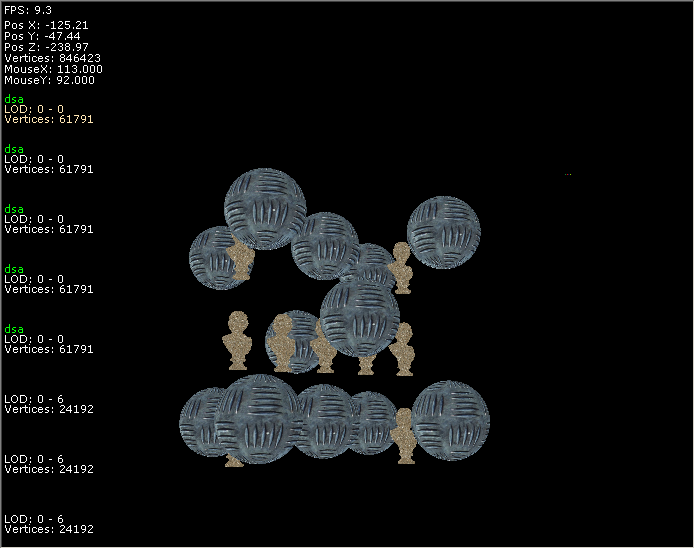 FPS: 9.3
Pos X: -125.21
Pos Y: -47.44
Pos Z: -238.97
Vertices: 846423
MouseX: 113.000
MouseY: 92.000
dsa
LOD: 0 - 0
Vertices: 61791
dsa
LOD: 0 - 0
Vertices: 61791
dsa
LOD: 0 - 0
Vertices: 61791
dsa
LOD: 0 - 0
Vertices: 61791
dsa
LOD: 0 - 0
Vertices: 61791
LOD: 0 - 6
Vertices: 24192
LOD: 0 - 6
Vertices: 24192
LOD: 0 - 6
Vertices: 24192